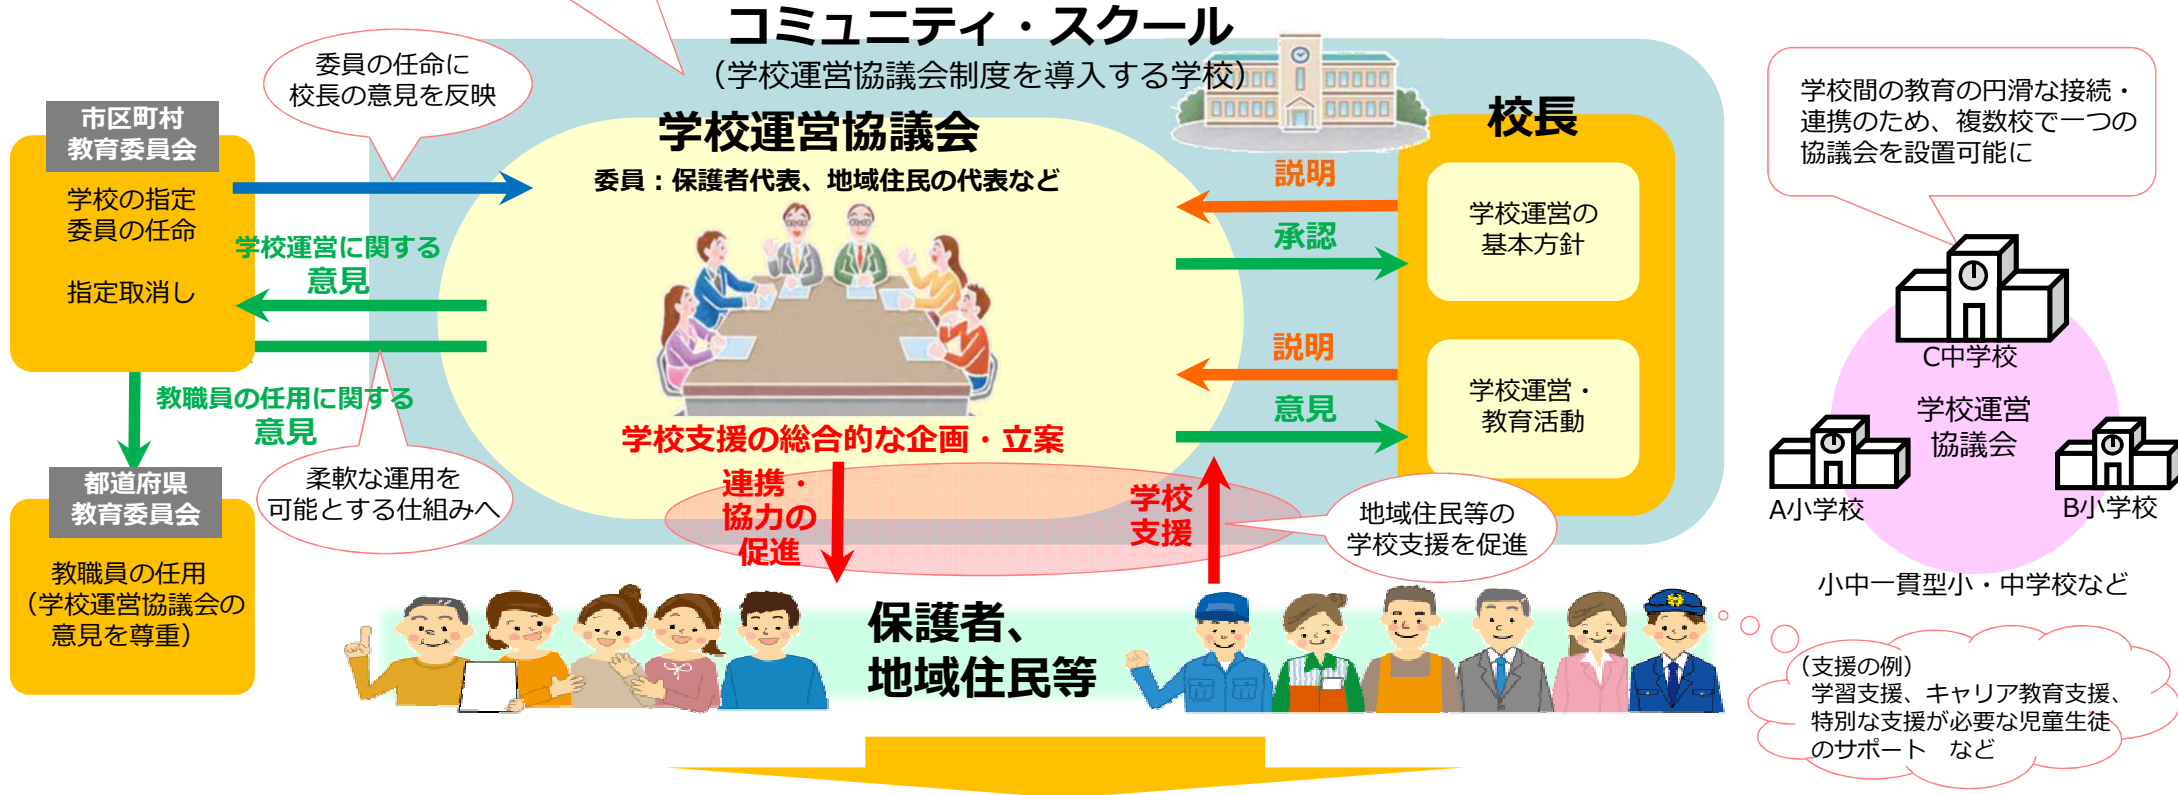 コミュニティ・スクール
（学校運営協議会制度を導入する学校）
委員の任命に
校長の意見を反映
市区町村
教育委員会
学校の指定
委員の任命
指定取消し
学校運営に関する
意見
教職員の任用に関する
意見
柔軟な運用を
可能とする仕組みへ
都道府県
教育委員会
教職員の任用
（学校運営協議会の
意見を尊重）
学校運営協議会
委員：保護者代表、地域住民の代表など
学校支援の総合的な企画・立案
連携・
協力の
促進
学校
支援
説明
承認
説明
意見
校長
学校運営の
基本方針
学校運営・
教育活動
地域住民等の
学校支援を促進
保護者、
地域住民等
学校間の教育の円滑な接続・
連携のため、複数校で一つの
協議会を設置可能に
C中学校
学校運営
協議会
A小学校
B小学校
小中一貫型小・中学校など
（支援の例）
学習支援、キャリア教育支援、
特別な支援が必要な児童生徒
のサポート　など